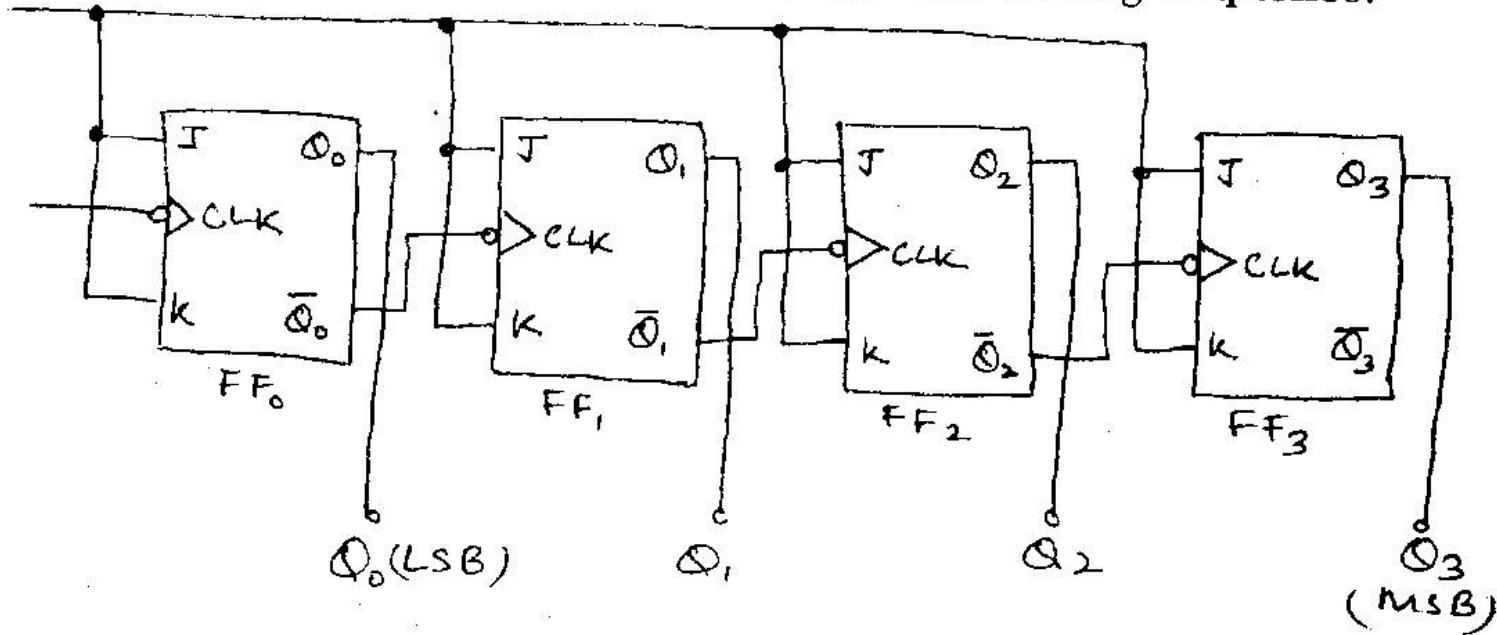 J Q₀ J Q₁ J Q₂ J Q₃
CLK CLK CLK CLK
K Q̅₀ K Q̅₁ K Q̅₂ K Q̅₃
FF₀ FF₁ FF₂ FF₃
Q₀(LSB) Q₁ Q₂ Q₃
(MSB)